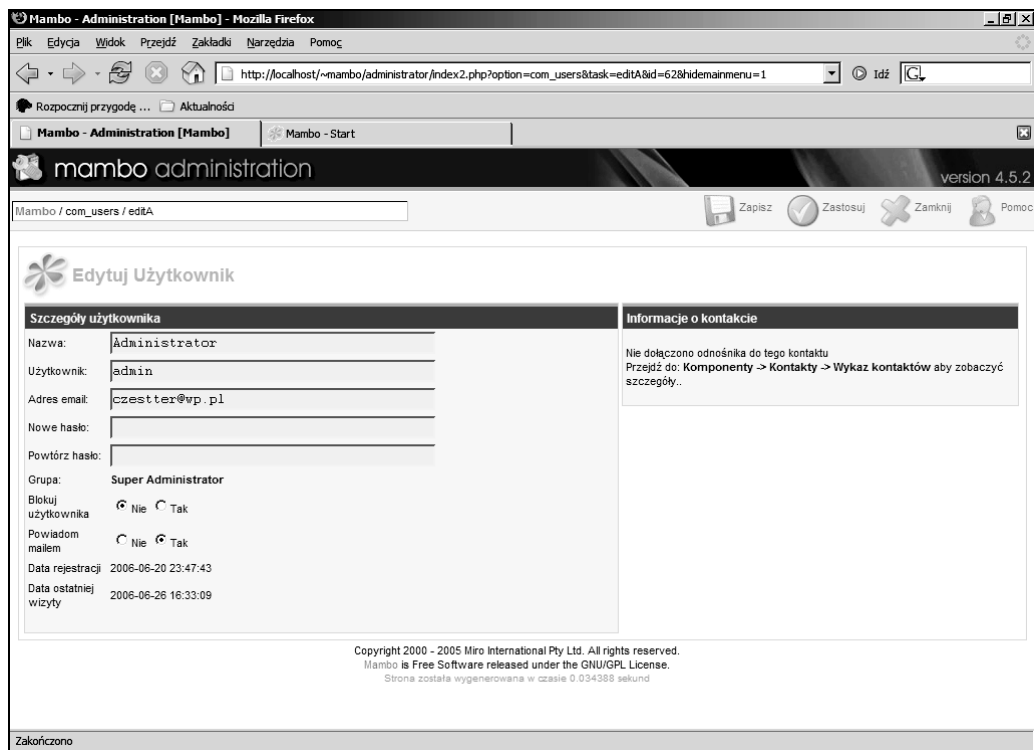 Mambo - Administration [Mambo] - Mozilla Firefox
Plik Edycja Widok Przejdź Zakładki Narzędzia Pomoc
http://localhost/~mambo/administrator/index2.php?option=com_users&task=editA&id=62&hidemainmenu=1 Idź G
Rozpocznij przygodę ... Aktualności
Mambo - Administration [Mambo] Mambo - Start
mambo administration
version 4.5.2
Mambo / com_users / editA Zapisz Zastosuj Zamknij Pomoc
Edytuj Użytkownik
Szczegóły użytkownika
Nazwa: Administrator
Użytkownik: admin
Adres email: czestter@wp.pl
Nowe hasło:
Powtórz hasło:
Grupa: Super Administrator
Blokuj
użytkownika Nie Tak
Powiadom
mailem Nie Tak
Data rejestracji 2006-06-20 23:47:43
Data ostatniej
wizyty 2006-06-26 16:33:09
Informacje o kontakcie
Nie dołączono odnośnika do tego kontaktu
Przejdź do: Komponenty -> Kontakty -> Wykaz kontaktów aby zobaczyć
szczegóły..
Copyright 2000 - 2005 Miro International Pty Ltd. All rights reserved.
Mambo is Free Software released under the GNU/GPL License.
Strona została wygenerowana w czasie 0.034388 sekund
Zakończono